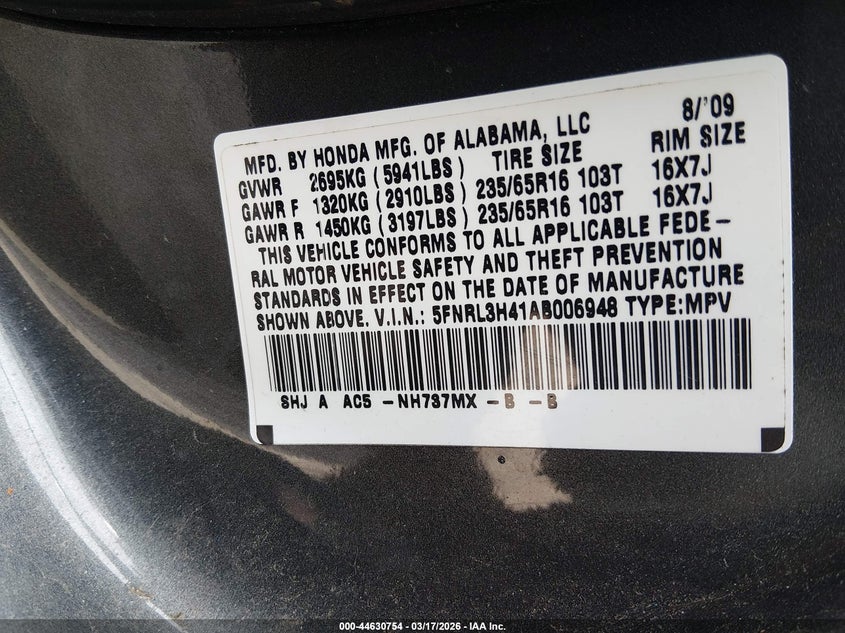 8/'09
MFD. BY HONDA MFG. OF ALABAMA, LLC
GVWR 2695KG (5941LBS) TIRE SIZE RIM SIZE
GAWR F 1320KG (2910LBS) 235/65R16 103T 16X7J
GAWR R 1450KG (3197LBS) 235/65R16 103T 16X7J
THIS VEHICLE CONFORMS TO ALL APPLICABLE FEDE-
RAL MOTOR VEHICLE SAFETY AND THEFT PREVENTION
STANDARDS IN EFFECT ON THE DATE OF MANUFACTURE
SHOWN ABOVE. V.I.N.: 5FNRL3H41AB006948 TYPE:MPV
SHJ A AC5 -NH737MX -B -B
000-44630754 — 03/17/2026 — IAA Inc.